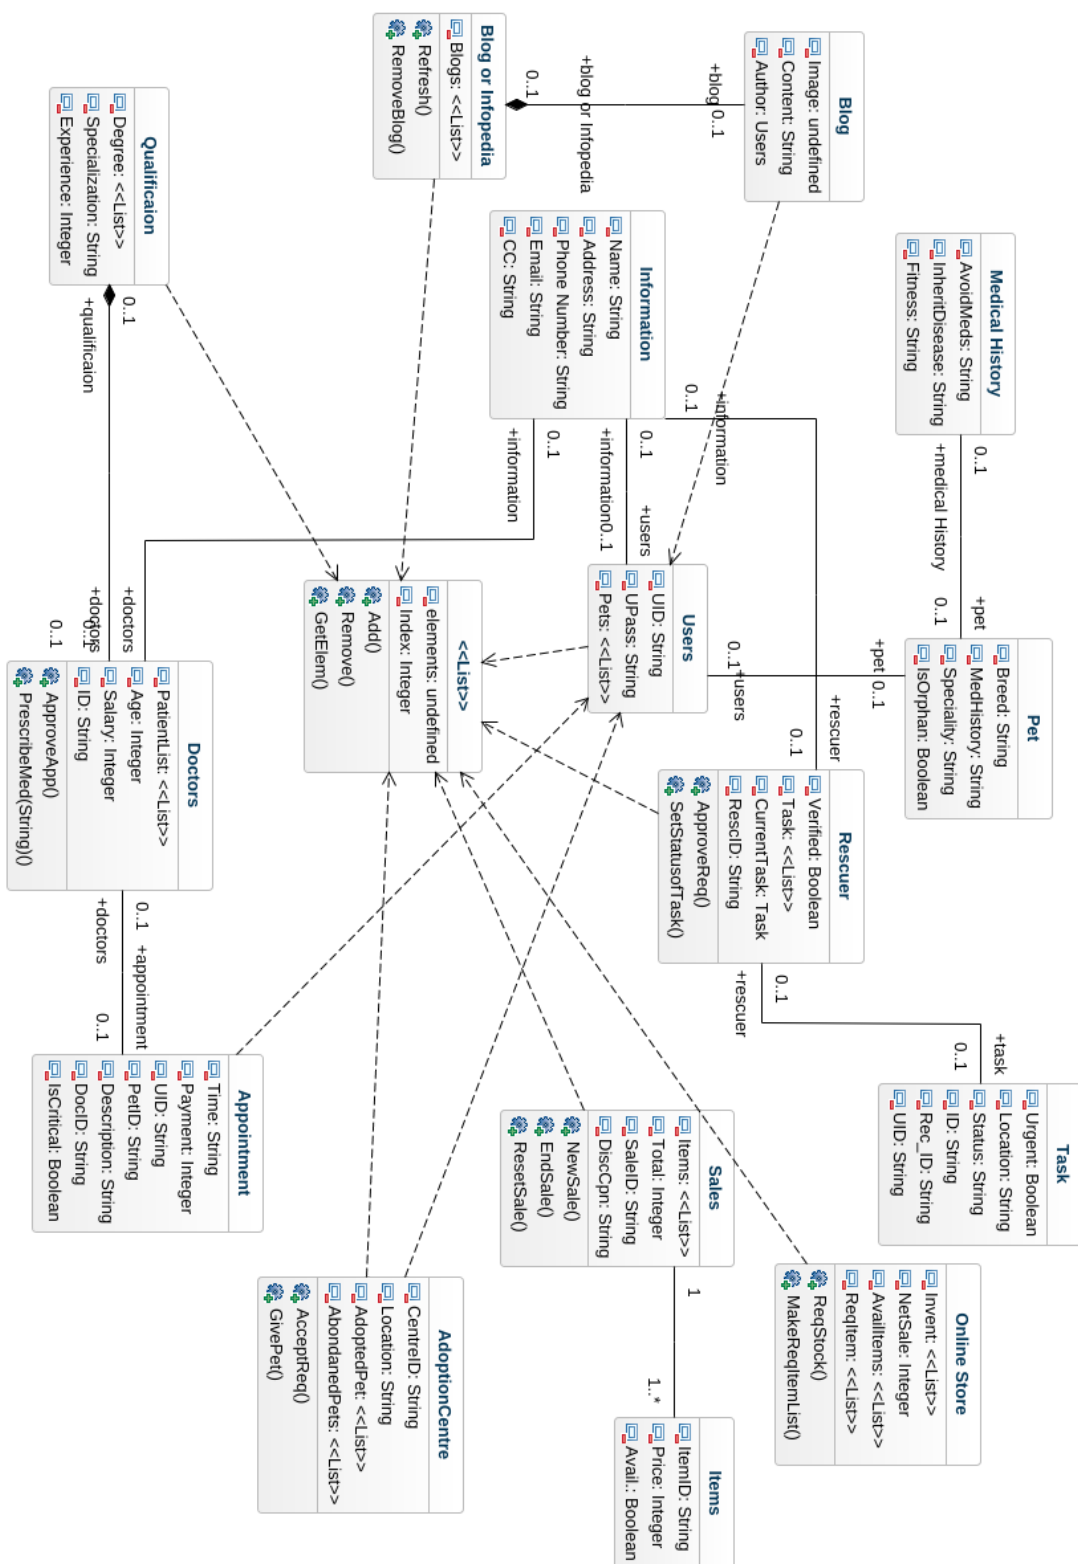 Blog or Infopedia
Blogs: <<List>>
Refresh()
RemoveBlog()
0..1
+blog or Infopedia
+blog 0..1
Blog
Image: undefined
Content: String
Author: Users
Qualificaion
Degree: <<List>>
Specialization: String
Experience: Integer
0..1
+qualificaion
Information
Name: String
Address: String
Phone Number: String
Email: String
CC: String
0..1
+information
0..1
+information
0..1
+information
0..1
+users
Medical History
AvoidMeds: String
InheritDisease: String
Fitness: String
0..1
+medical History
+pet
0..1
Pet
Breed: String
MedHistory: String
Speciality: String
IsOrphan: Boolean
+pet 0..1
0..1
+users
Users
UID: String
UPass: String
Pets: <<List>>
<<List>>
elements: undefined
Index: Integer
Add()
Remove()
GetElem()
+rescuer
0..1
Rescuer
Verified: Boolean
Task: <<List>>
CurrentTask: Task
RescID: String
ApproveReq()
SetStatusofTask()
0..1
+rescuer
+task
0..1
Task
Urgent: Boolean
Location: String
Status: String
ID: String
Rec_ID: String
UID: String
+doctors
+doctors
0..1
0..1
Doctors
PatientList: <<List>>
Age: Integer
Salary: Integer
ID: String
ApproveApp()
PrescribeMed(String)()
0..1
+doctors
+appointment
0..1
Appointment
Time: String
Payment: Integer
UID: String
PetID: String
Description: String
DocID: String
IsCritical: Boolean
Sales
Items: <<List>>
Total: Integer
SaleID: String
DiscCpn: String
NewSale()
EndSale()
ResetSale()
1
1..*
Items
ItemID: String
Price: Integer
Avail.: Boolean
Online Store
Invent: <<List>>
NetSale: Integer
AvailItems: <<List>>
ReqItem: <<List>>
ReqStock()
MakeReqItemList()
AdoptionCentre
CentreID: String
Location: String
AdoptedPet: <<List>>
AbondanedPets: <<List>>
AcceptReq()
GivePet()